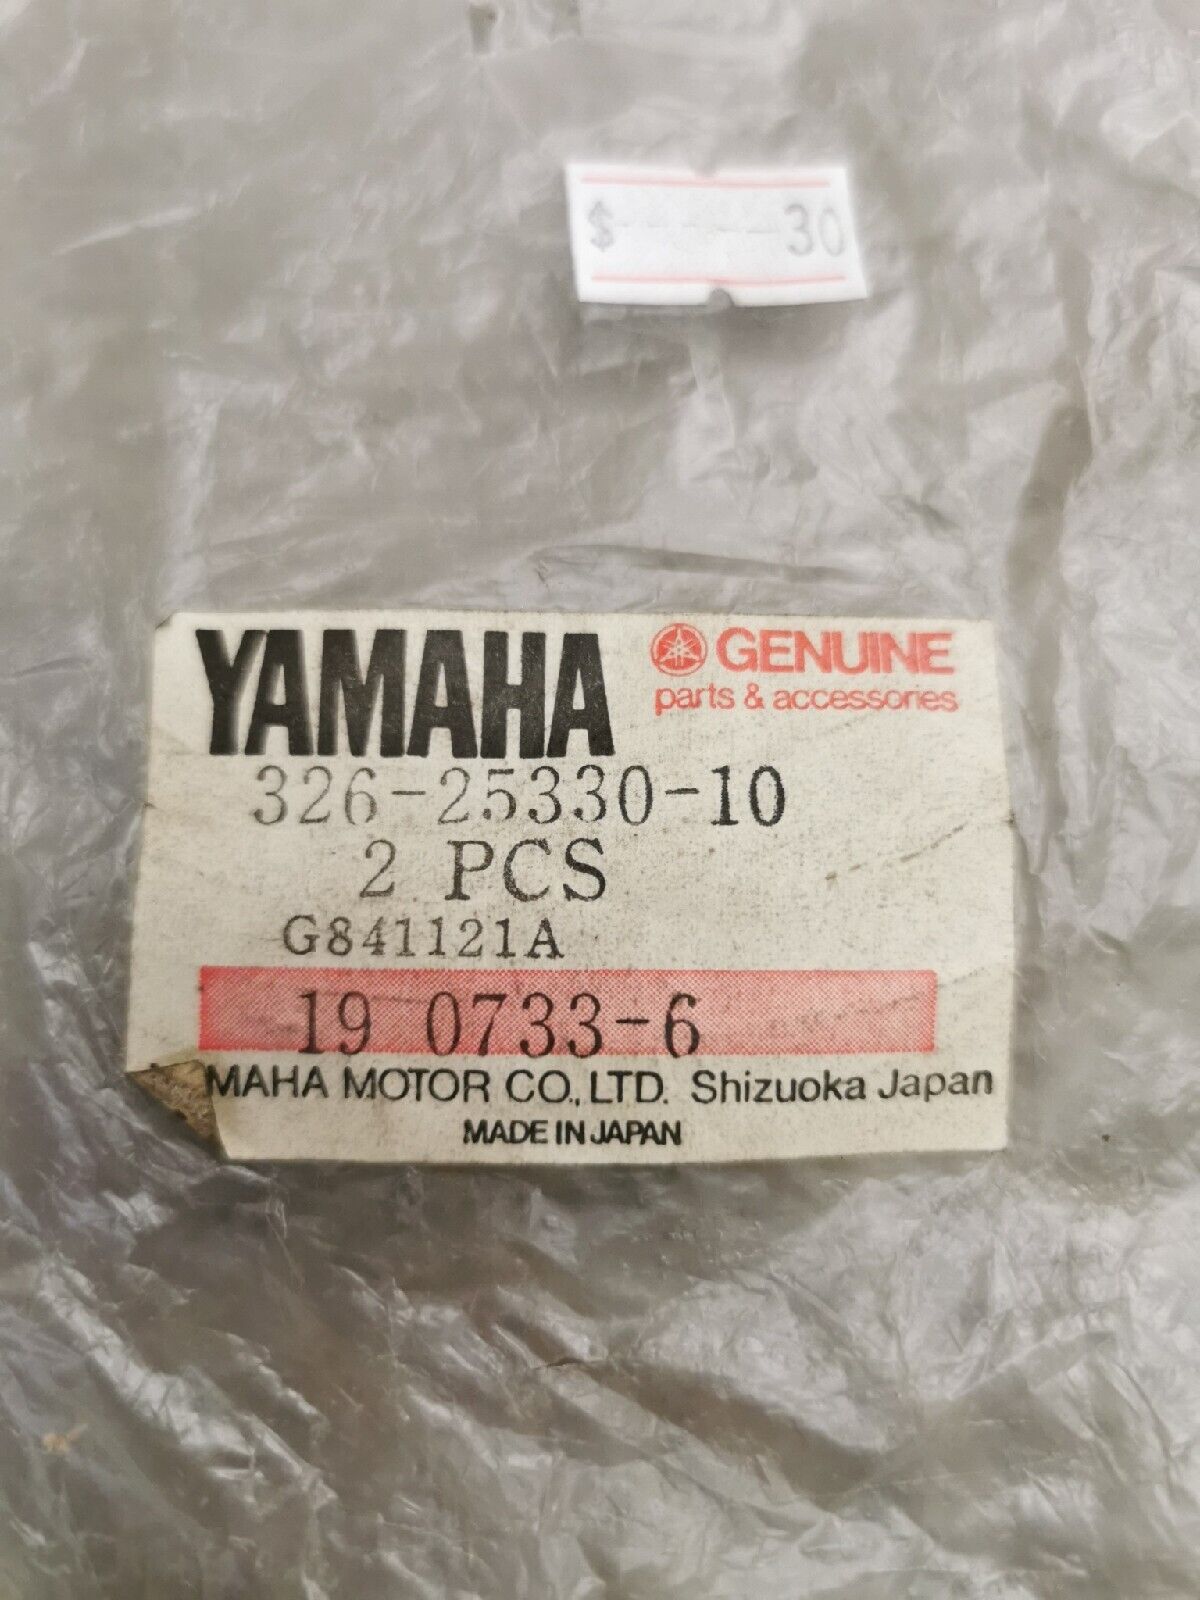 $-----30
YAMAHA
GENUINE
parts & accessories
326-25330-10
2 PCS
G841121A
19 0733-6
MAHA MOTOR CO., LTD. Shizuoka Japan
MADE IN JAPAN